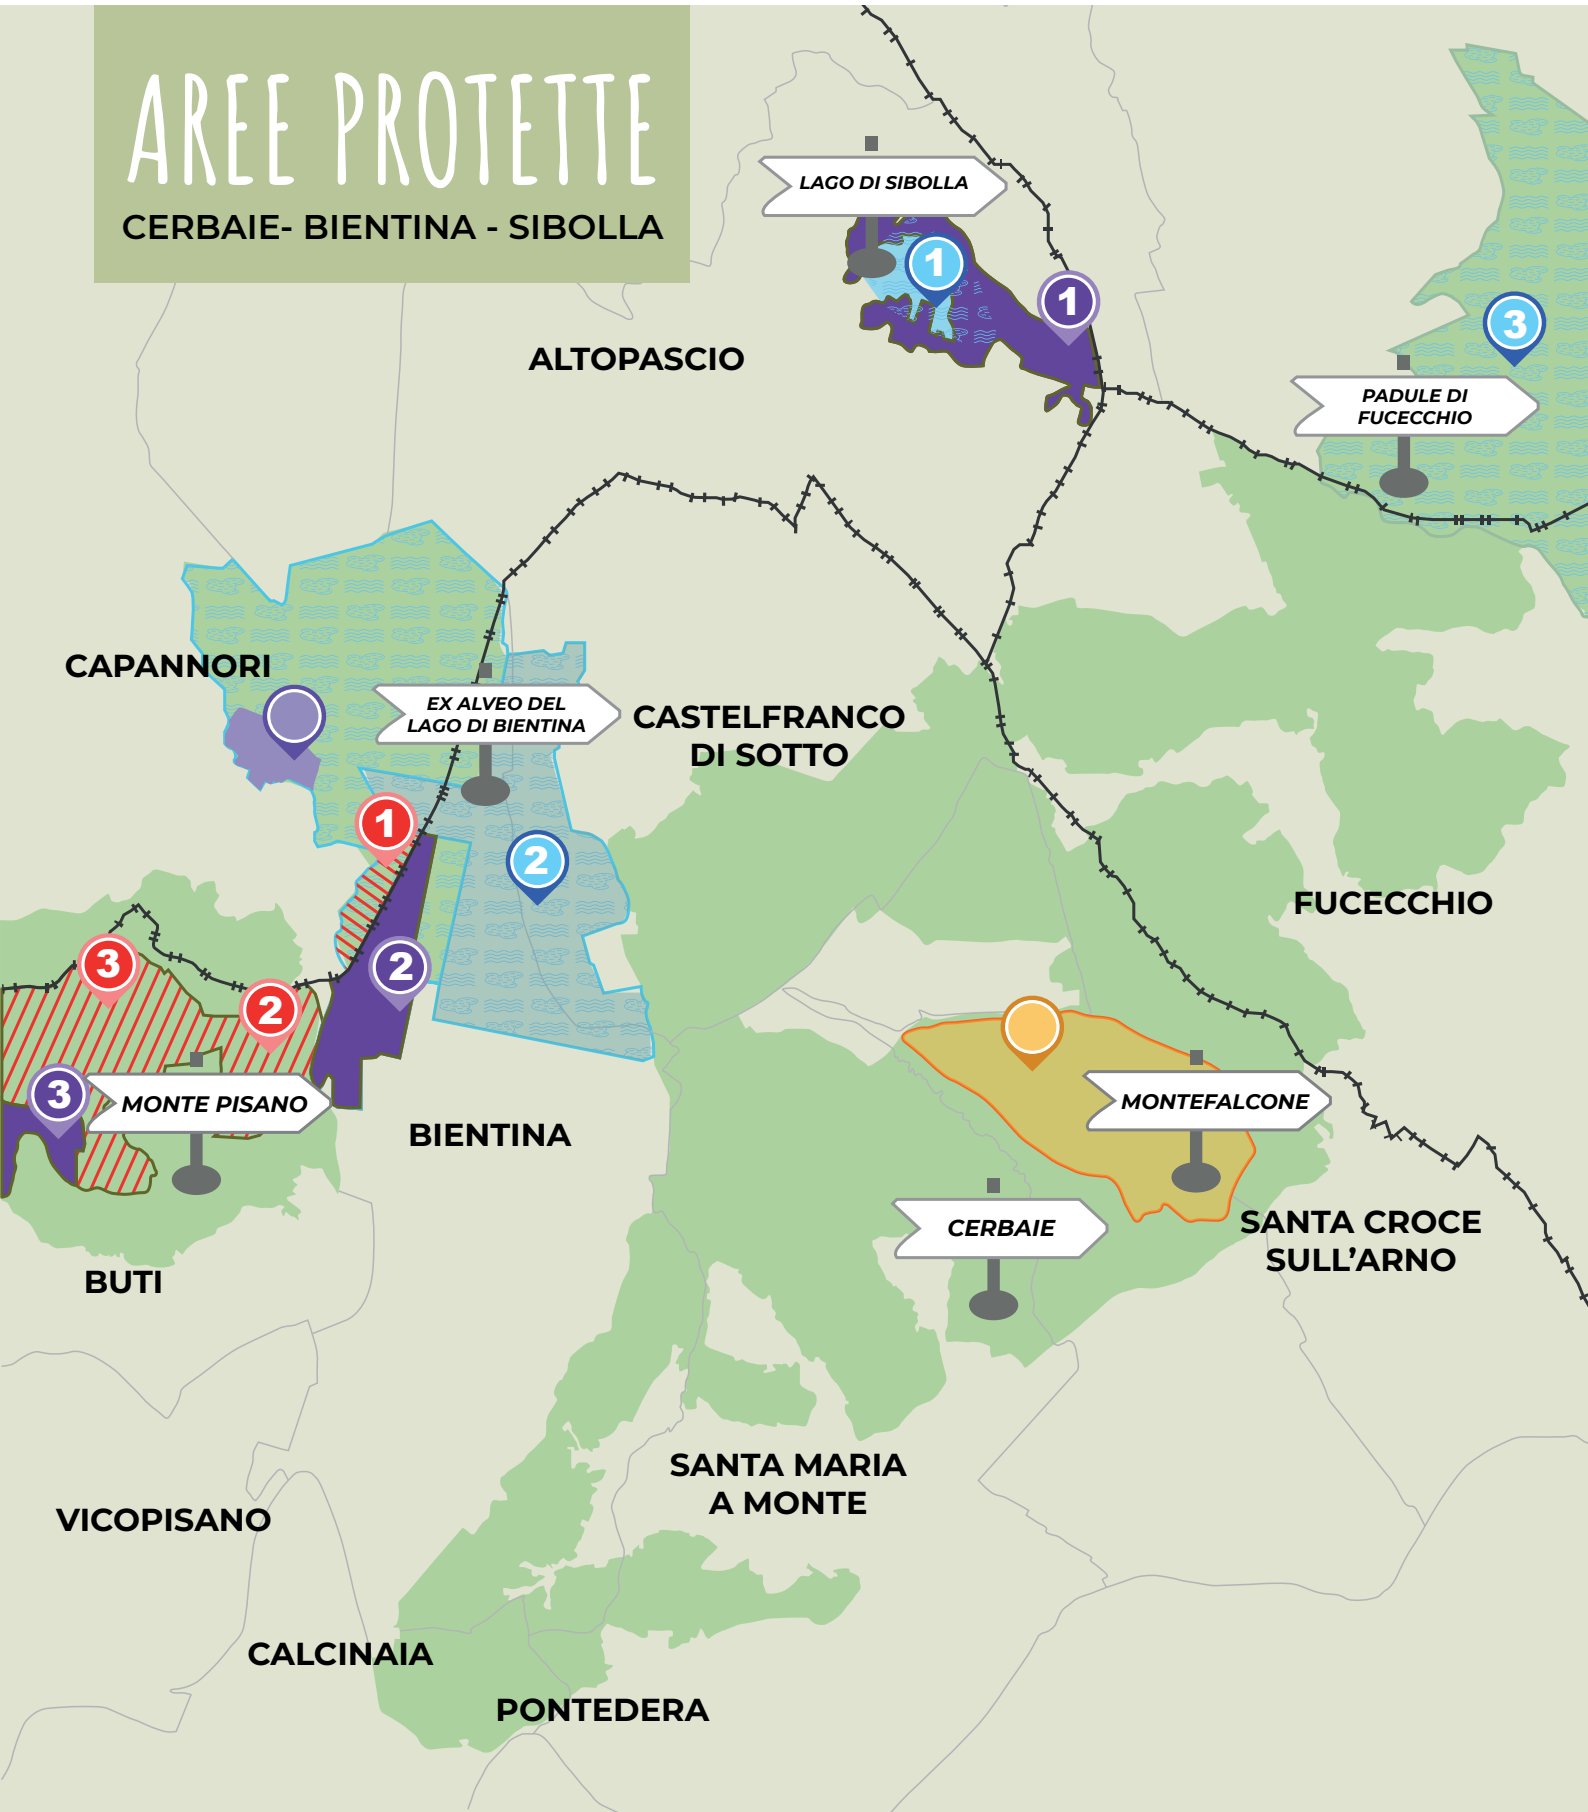 AREE PROTETTE
CERBAIE- BIENTINA - SIBOLLA
LAGO DI SIBOLLA
1
1
3
ALTOPASCIO
PADULE DI
FUCECCHIO
CAPANNORI
EX ALVEO DEL
LAGO DI BIENTINA
CASTELFRANCO
DI SOTTO
1
2
FUCECCHIO
3
2
2
3
MONTE PISANO
MONTEFALCONE
BIENTINA
CERBAIE
SANTA CROCE
SULL’ARNO
BUTI
SANTA MARIA
A MONTE
VICOPISANO
CALCINAIA
PONTEDERA